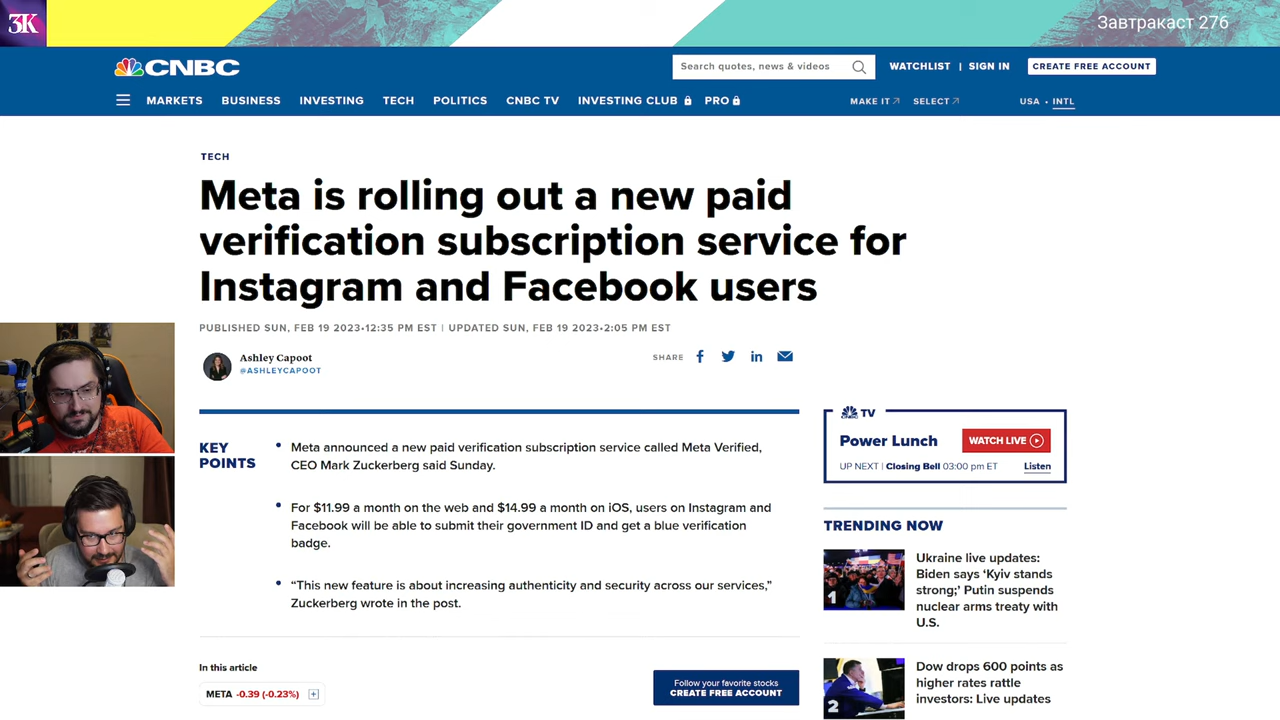 3K
Завтракаст 276
CNBC
Search quotes, news & videos
WATCHLIST | SIGN IN
CREATE FREE ACCOUNT
MARKETS BUSINESS INVESTING TECH POLITICS CNBC TV INVESTING CLUB PRO
MAKE IT SELECT
USA • INTL
TECH
Meta is rolling out a new paid
verification subscription service for
Instagram and Facebook users
PUBLISHED SUN, FEB 19 2023•12:35 PM EST | UPDATED SUN, FEB 19 2023•2:05 PM EST
Ashley Capoot
@ASHLEYCAPOOT
SHARE
KEY
POINTS
• Meta announced a new paid verification subscription service called Meta Verified,
CEO Mark Zuckerberg said Sunday.
• For $11.99 a month on the web and $14.99 a month on iOS, users on Instagram and
Facebook will be able to submit their government ID and get a blue verification
badge.
• “This new feature is about increasing authenticity and security across our services,”
Zuckerberg wrote in the post.
In this article
META -0.39 (-0.23%)
Follow your favorite stocks
CREATE FREE ACCOUNT
CNBC TV
Power Lunch
WATCH LIVE
UP NEXT | Closing Bell 03:00 pm ET
Listen
TRENDING NOW
1
Ukraine live updates:
Biden says ‘Kyiv stands
strong;’ Putin suspends
nuclear arms treaty with
U.S.
2
Dow drops 600 points as
higher rates rattle
investors: Live updates